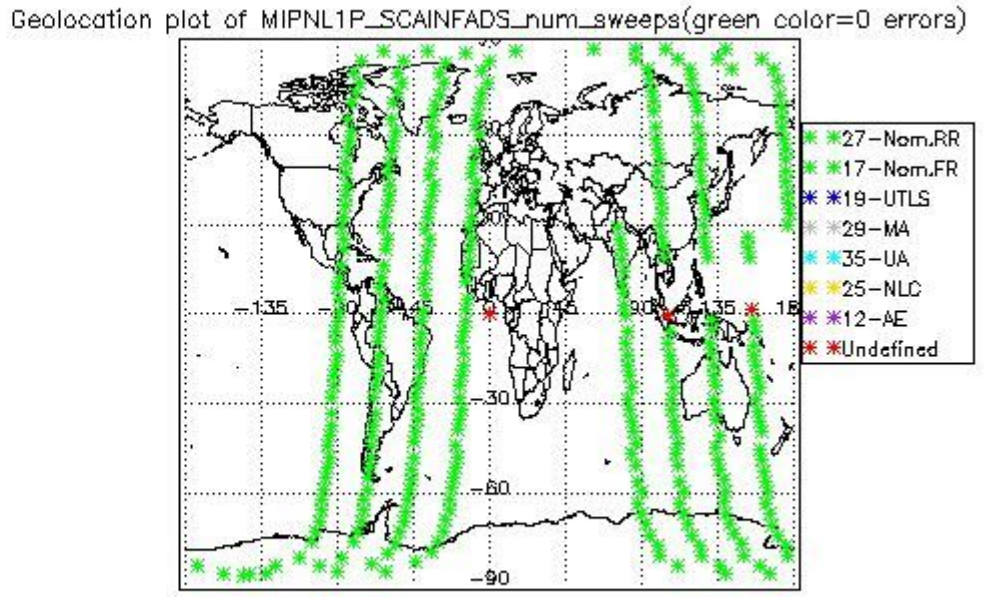 Geolocation plot of MIPNL1P_SCAINFADS_num_sweeps(green color=0 errors)
27-Nom.RR
17-Nom.FR
19-UTLS
29-MA
35-UA
25-NLC
12-AE
Undefined
-135
45
90
135
-30
-60
-90